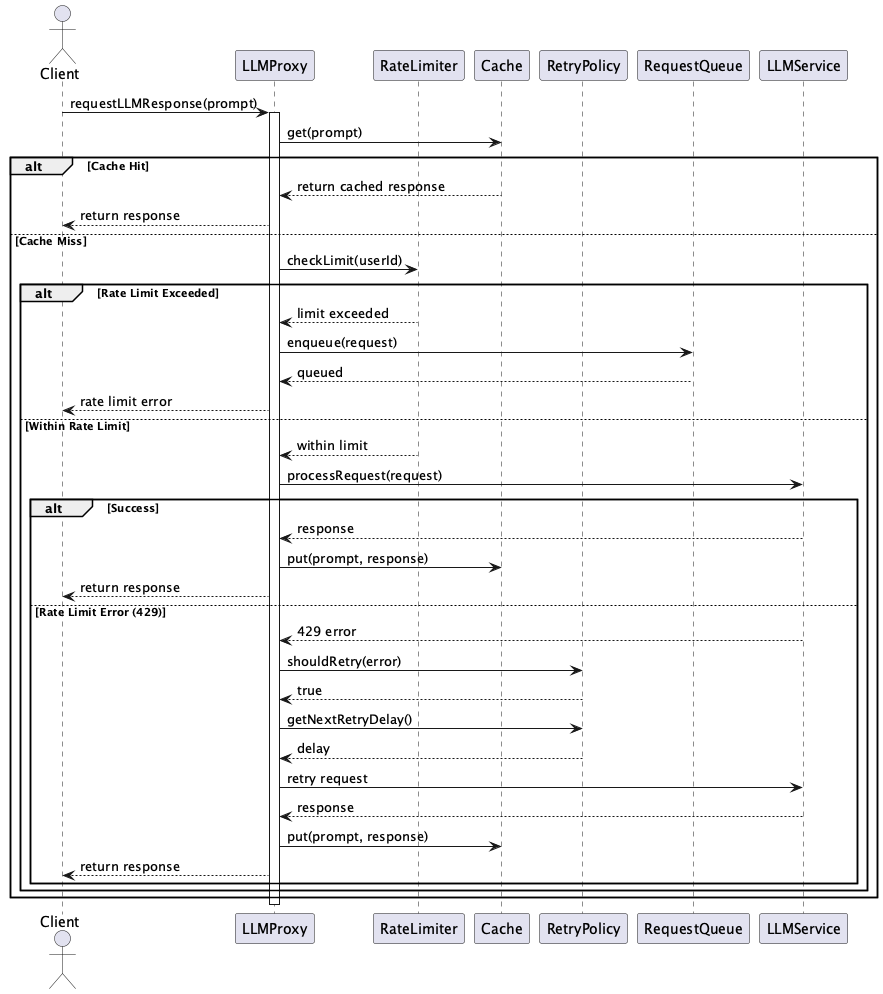 Client
LLMProxy
RateLimiter
Cache
RetryPolicy
RequestQueue
LLMService
requestLLMResponse(prompt)
get(prompt)
alt
[Cache Hit]
return cached response
return response
[Cache Miss]
checkLimit(userId)
alt
[Rate Limit Exceeded]
limit exceeded
enqueue(request)
queued
rate limit error
[Within Rate Limit]
within limit
processRequest(request)
alt
[Success]
response
put(prompt, response)
return response
[Rate Limit Error (429)]
429 error
shouldRetry(error)
true
getNextRetryDelay()
delay
retry request
response
put(prompt, response)
return response
Client
LLMProxy
RateLimiter
Cache
RetryPolicy
RequestQueue
LLMService